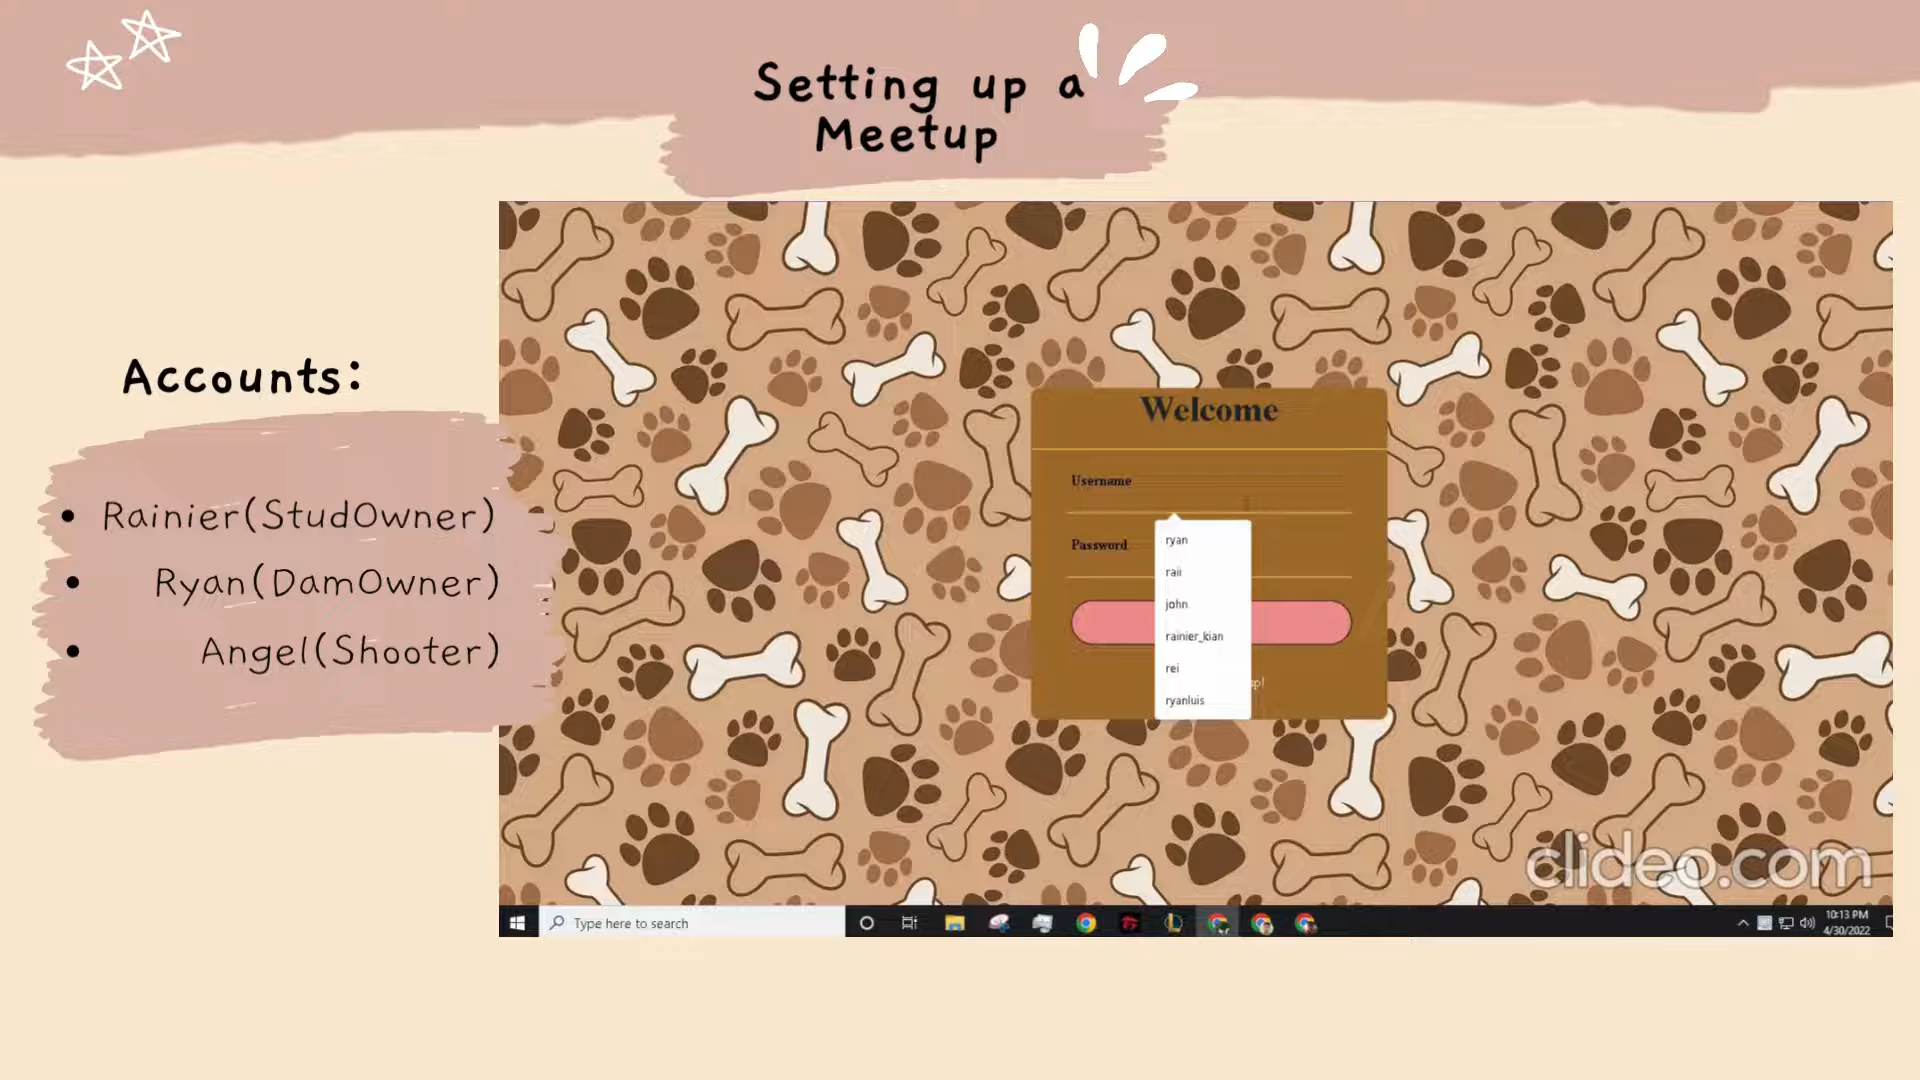 Setting up a
Meetup
Accounts:
• Rainier(StudOwner)
• Ryan(DamOwner)
• Angel(Shooter)
Welcome
Username
Password
ryan
raii
john
rainier_kian
rei
ryanluis
clideo.com
Type here to search
10:13 PM
4/30/2022